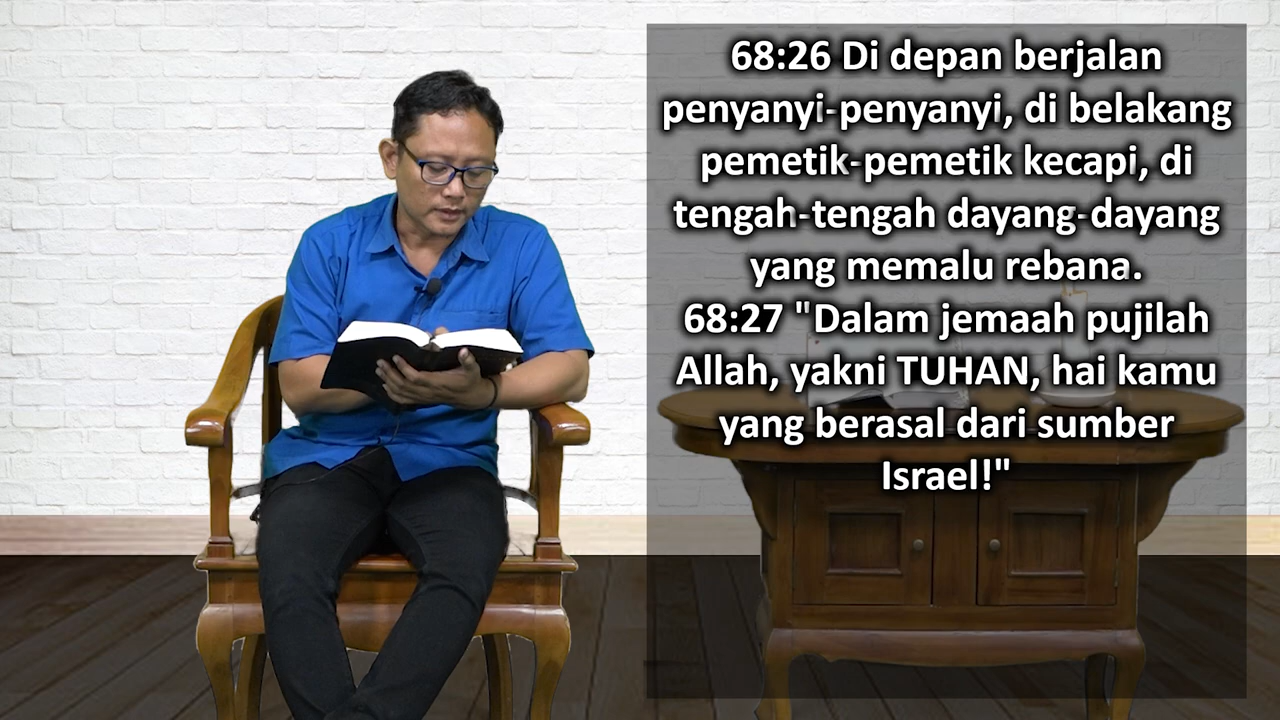 68:26 Di depan berjalan
penyanyi-penyanyi, di belakang
pemetik-pemetik kecapi, di
tengah-tengah dayang-dayang
yang memalu rebana.
68:27 "Dalam jemaah pujilah
Allah, yakni TUHAN, hai kamu
yang berasal dari sumber
Israel!"